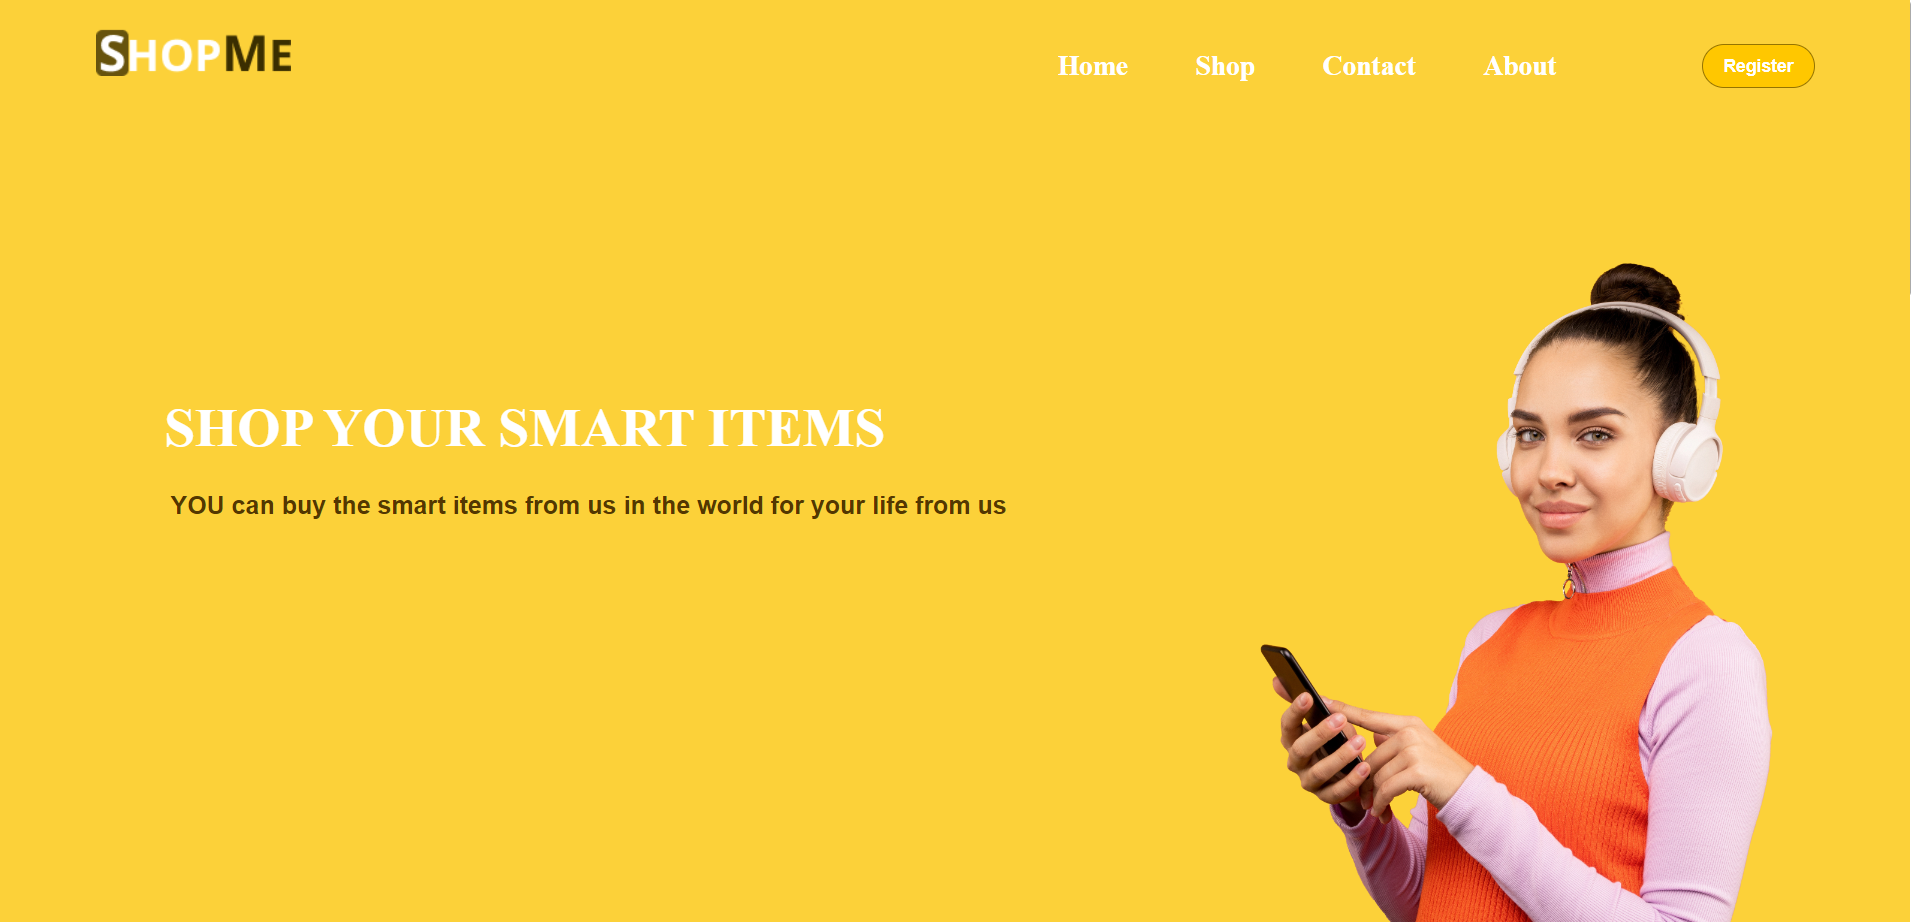 SHOPME
Home Shop Contact About Register
SHOP YOUR SMART ITEMS
YOU can buy the smart items from us in the world for your life from us